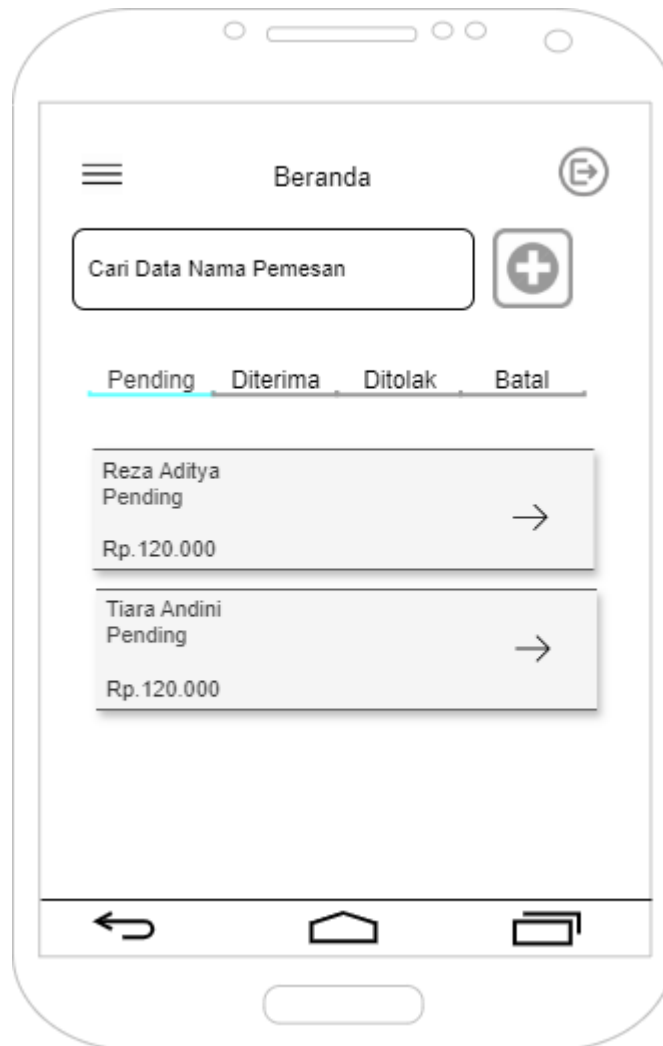 Beranda
Cari Data Nama Pemesan
Pending Diterima Ditolak Batal
Reza Aditya
Pending
Rp.120.000
Tiara Andini
Pending
Rp.120.000